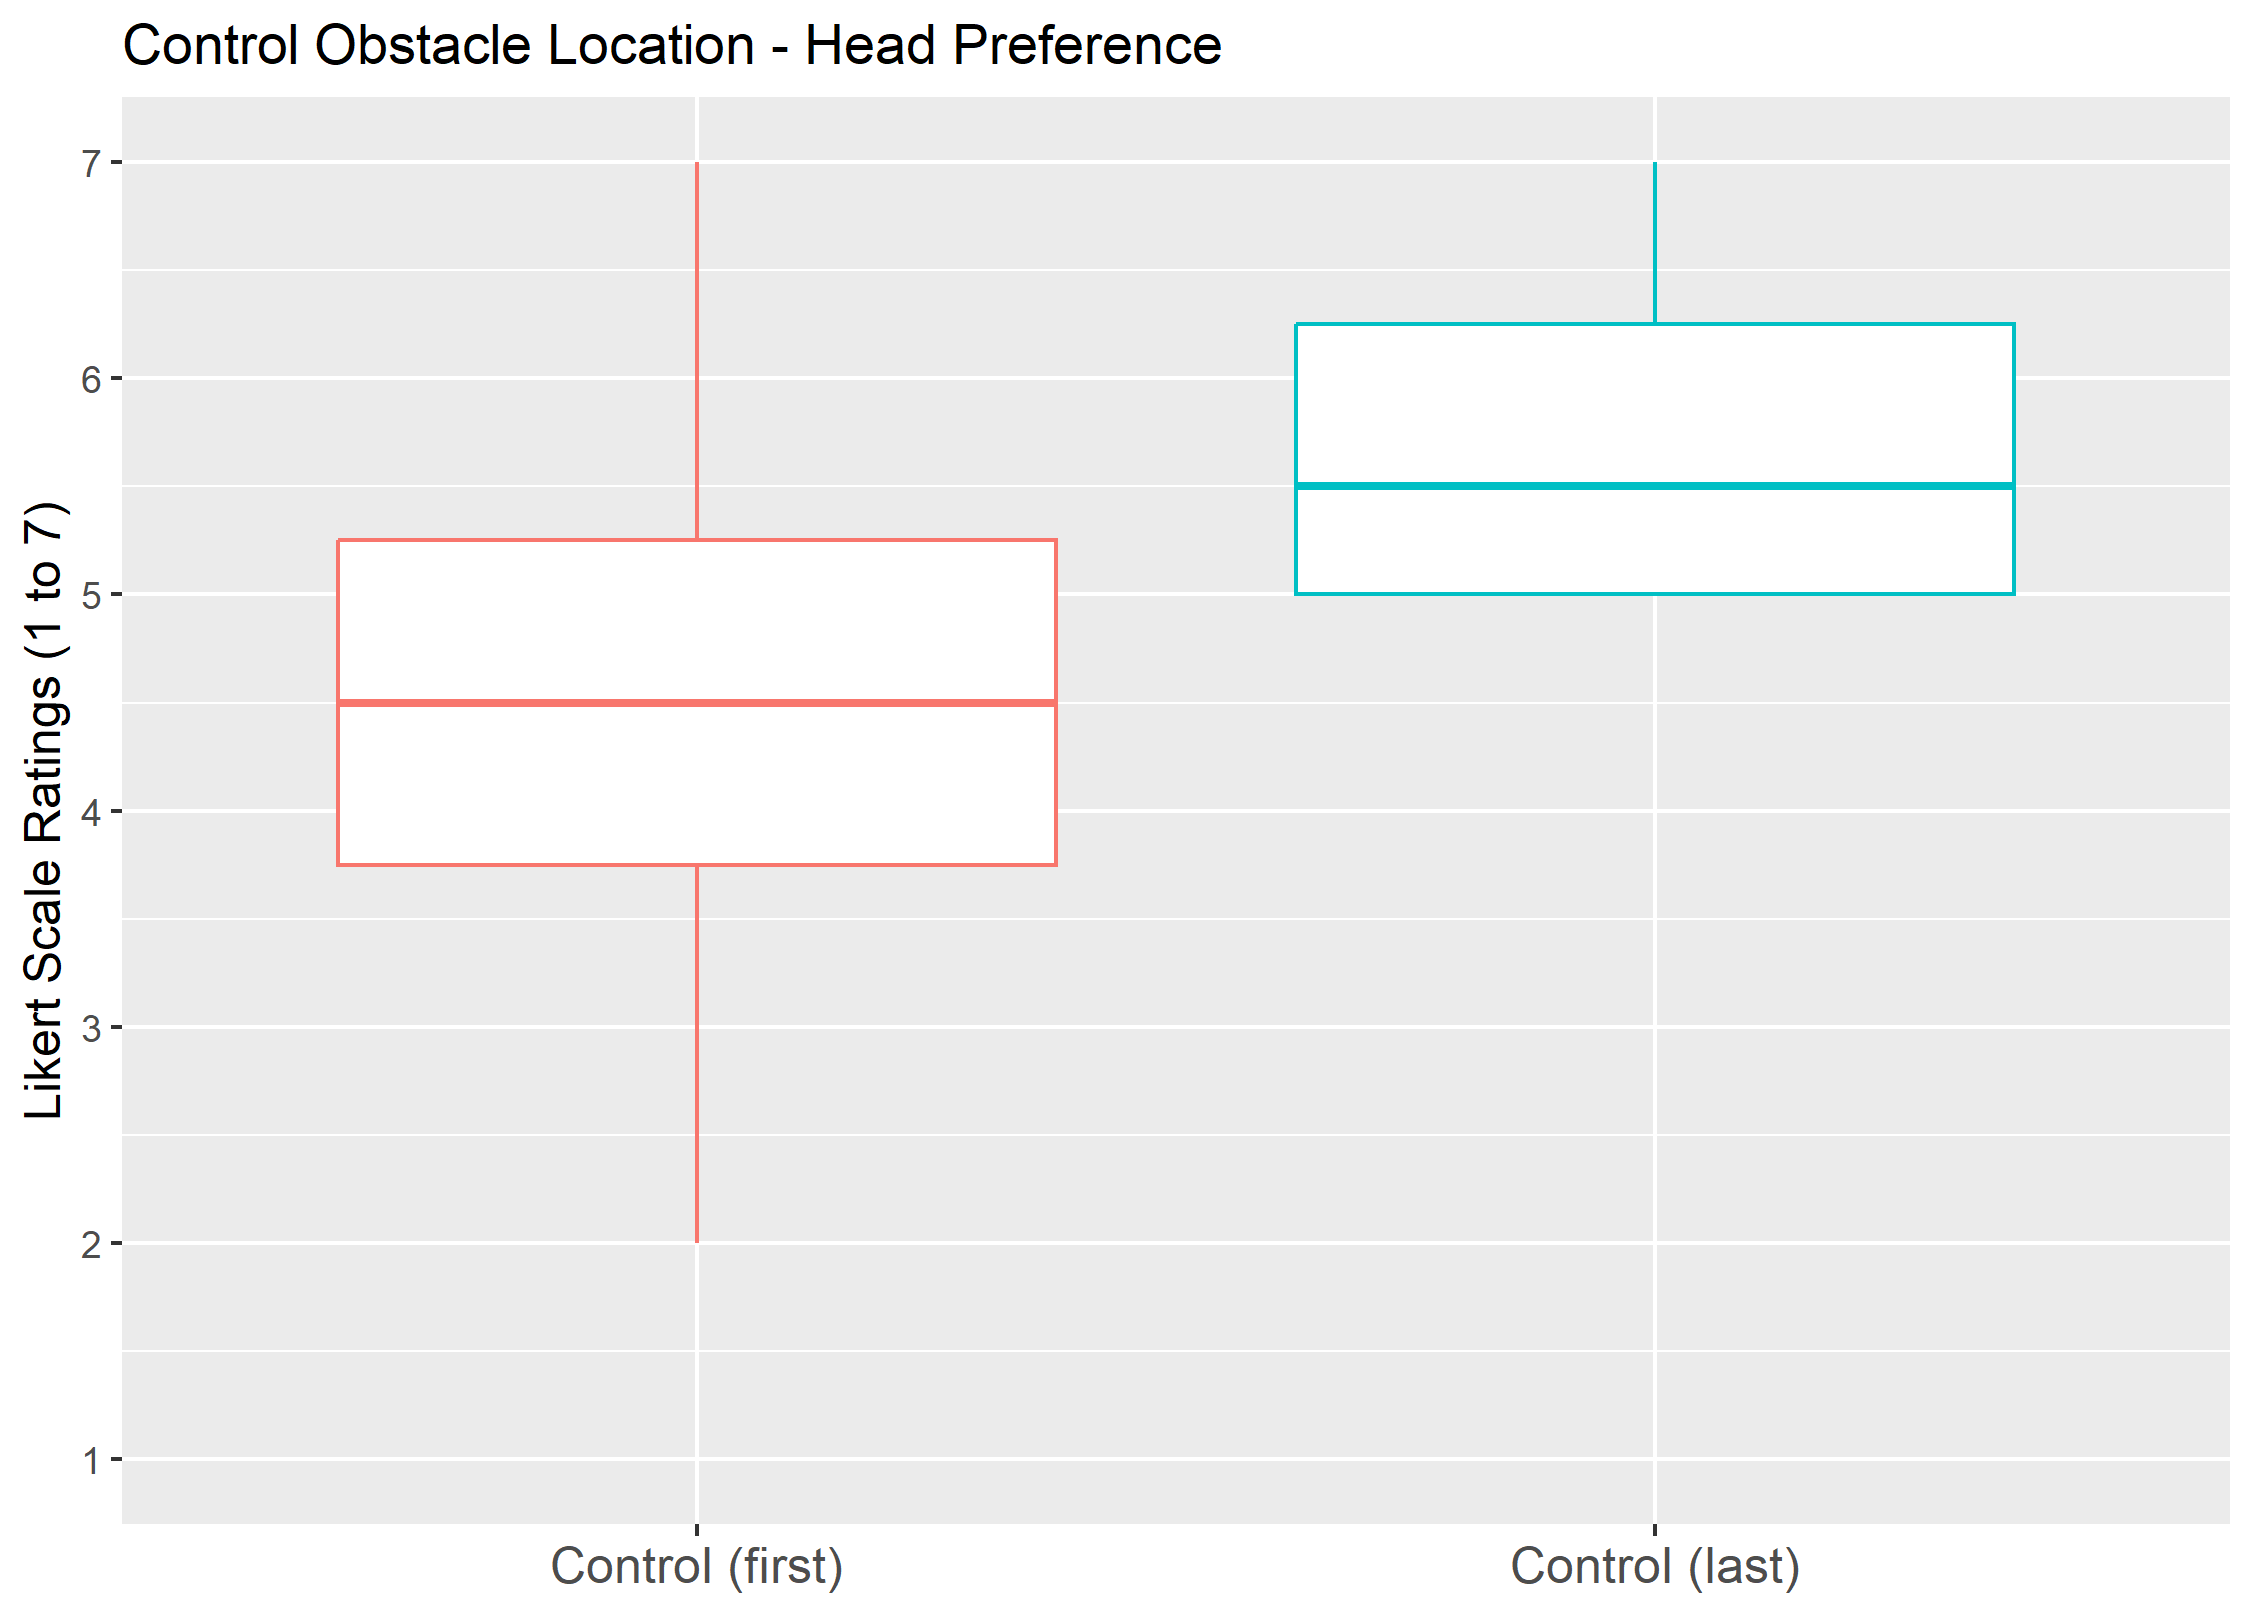 Control Obstacle Location - Head Preference
Likert Scale Ratings (1 to 7)
7
6
5
4
3
2
1
Control (first)
Control (last)